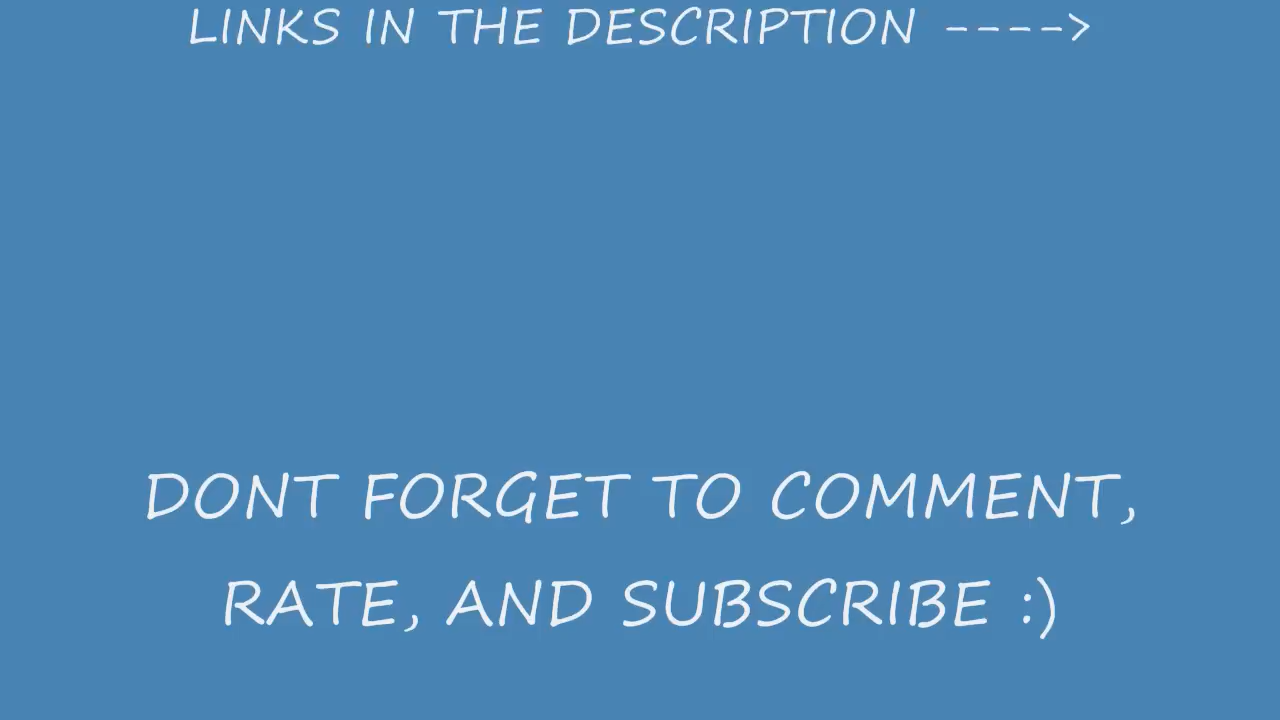 LINKS IN THE DESCRIPTION ---->
DONT FORGET TO COMMENT,
RATE, AND SUBSCRIBE :)